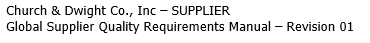 Church & Dwight Co., Inc – SUPPLIER
Global Supplier Quality Requirements Manual – Revision 01